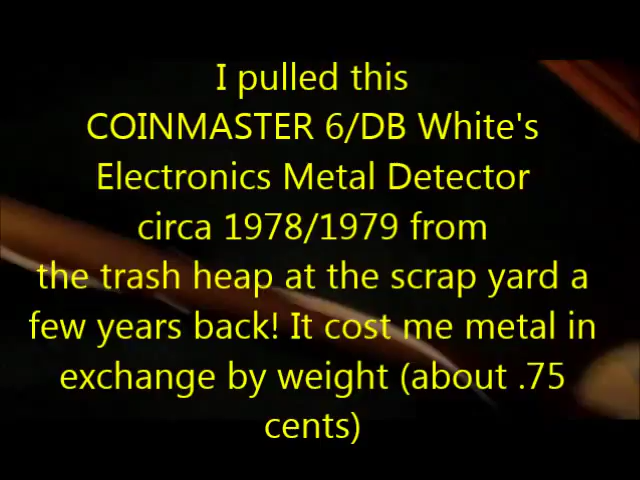 I pulled this
COINMASTER 6/DB White's
Electronics Metal Detector
circa 1978/1979 from
the trash heap at the scrap yard a
few years back! It cost me metal in
exchange by weight (about .75
cents)